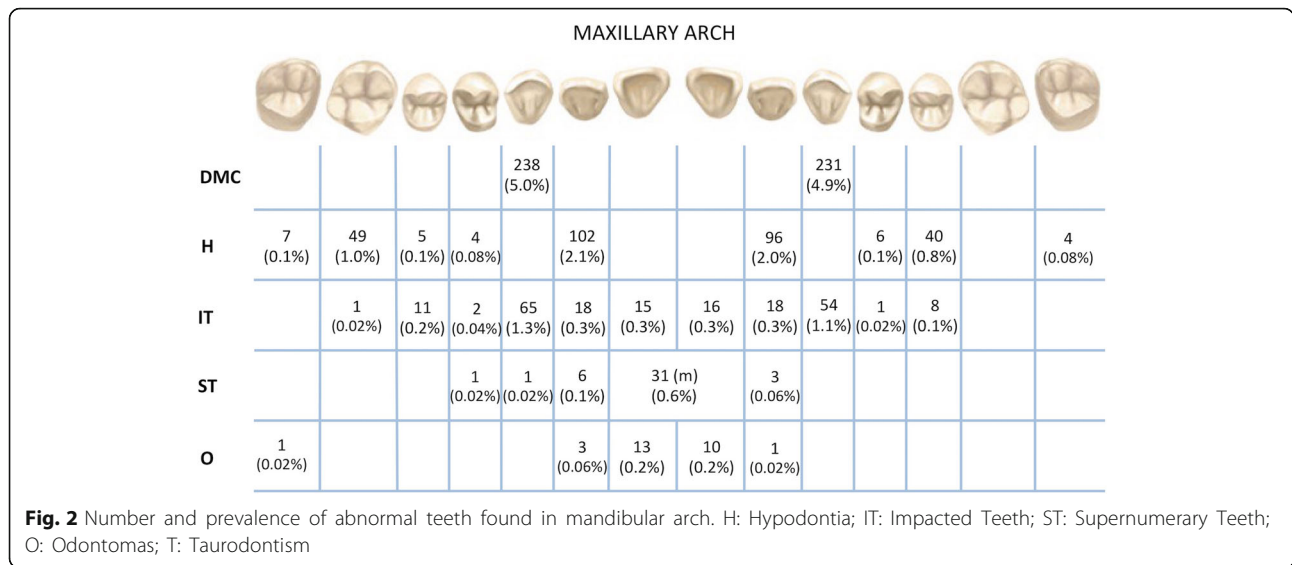 MAXILLARY ARCH
DMC 238 231
(5.0%) (4.9%)
H 7 49 5 4 102 96 6 40 4
(0.1%) (1.0%) (0.1%) (0.08%) (2.1%) (2.0%) (0.1%) (0.8%) (0.08%)
IT 1 11 2 65 18 15 16 18 54 1 8
(0.02%) (0.2%) (0.04%) (1.3%) (0.3%) (0.3%) (0.3%) (0.3%) (1.1%) (0.02%) (0.1%)
ST 1 1 6 31 (m) 3
(0.02%) (0.02%) (0.1%) (0.6%) (0.06%)
O 1 3 13 10 1
(0.02%) (0.06%) (0.2%) (0.2%) (0.02%)
Fig. 2 Number and prevalence of abnormal teeth found in mandibular arch. H: Hypodontia; IT: Impacted Teeth; ST: Supernumerary Teeth;
O: Odontomas; T: Taurodontism